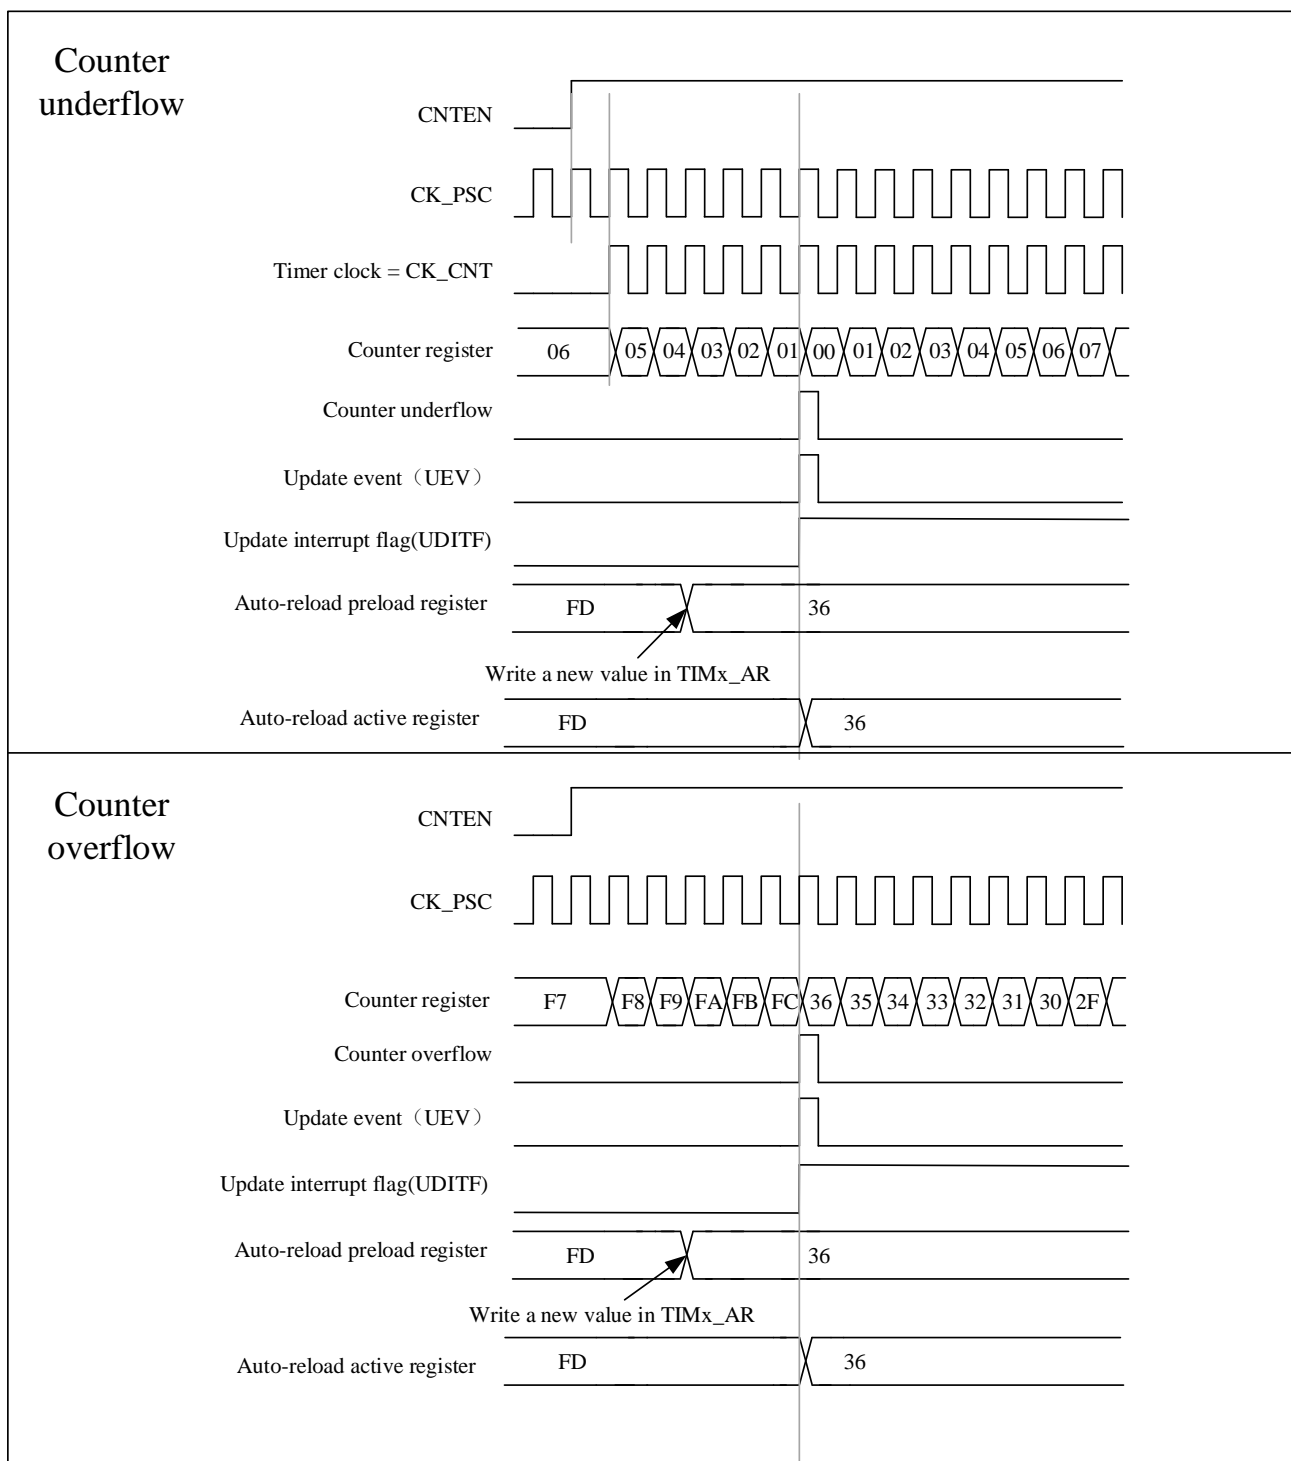 Counter
underflow
CNTEN
CK_PSC
Timer clock = CK_CNT
Counter register 06 05 04 03 02 01 00 01 02 03 04 05 06 07
Counter underflow
Update event（UEV）
Update interrupt flag(UDITF)
Auto-reload preload register FD 36
Write a new value in TIMx_AR
Auto-reload active register FD 36
Counter
overflow
CNTEN
CK_PSC
Counter register F7 F8 F9 FA FB FC 36 35 34 33 32 31 30 2F
Counter overflow
Update event（UEV）
Update interrupt flag(UDITF)
Auto-reload preload register FD 36
Write a new value in TIMx_AR
Auto-reload active register FD 36